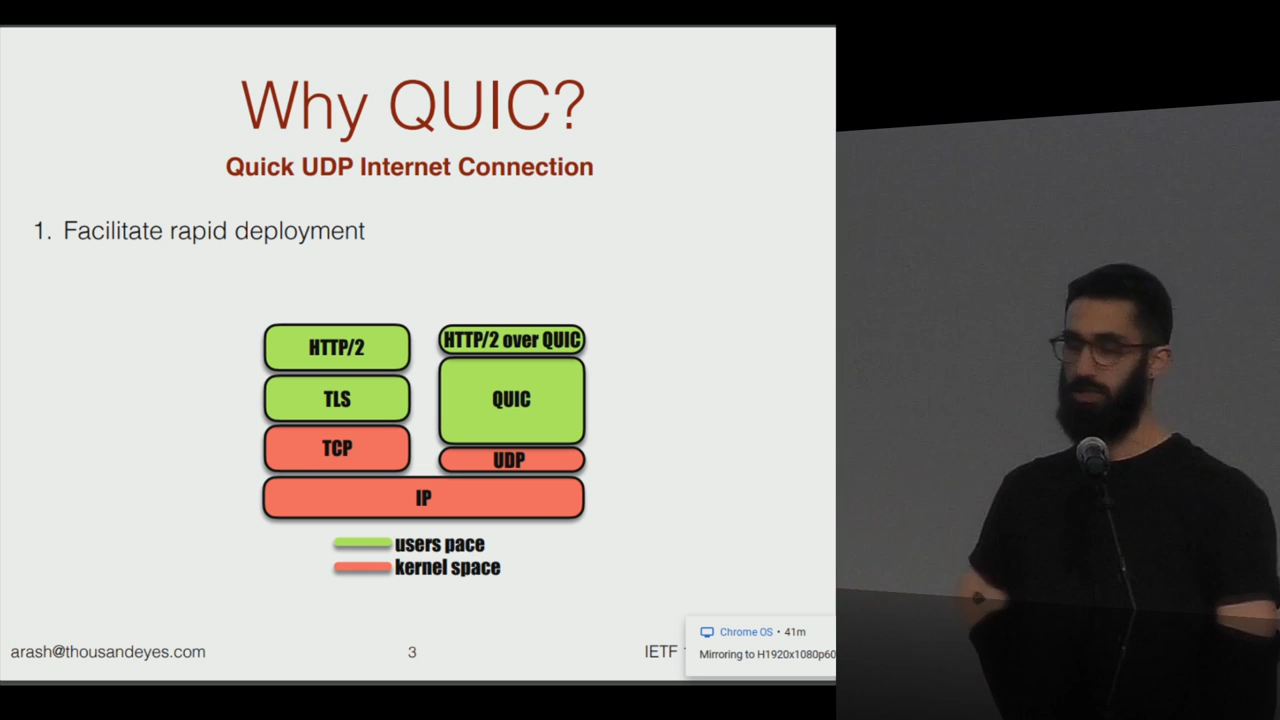 Why QUIC?
Quick UDP Internet Connection
1. Facilitate rapid deployment
HTTP/2
HTTP/2 over QUIC
TLS
QUIC
TCP
UDP
IP
users pace
kernel space
arash@thousandeyes.com
3
IETF
Chrome OS • 41m
Mirroring to H1920x1080p60